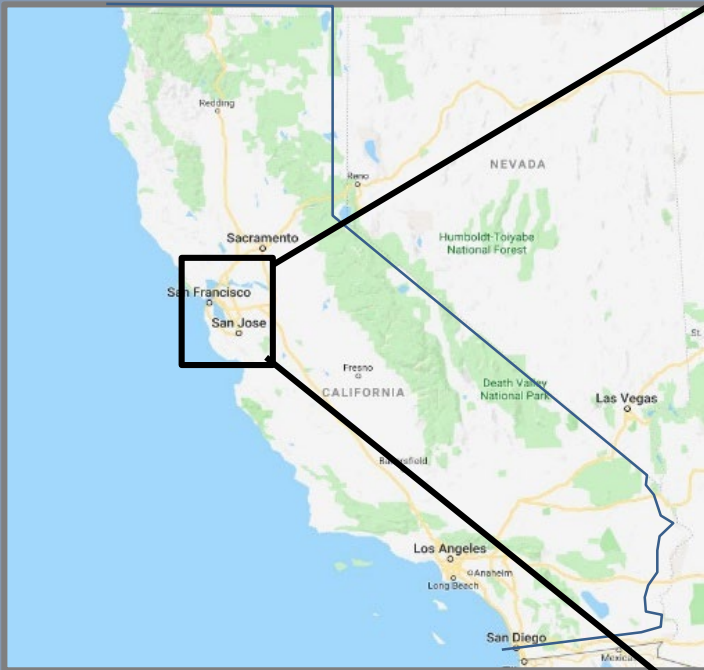 Redding
NEVADA
Reno
Sacramento
Humboldt-Toiyabe
National Forest
San Francisco
San Jose
St.
Fresno
Death Valley
National Park
CALIFORNIA
Las Vegas
Bakersfield
Los Angeles
Anaheim
Long Beach
San Diego